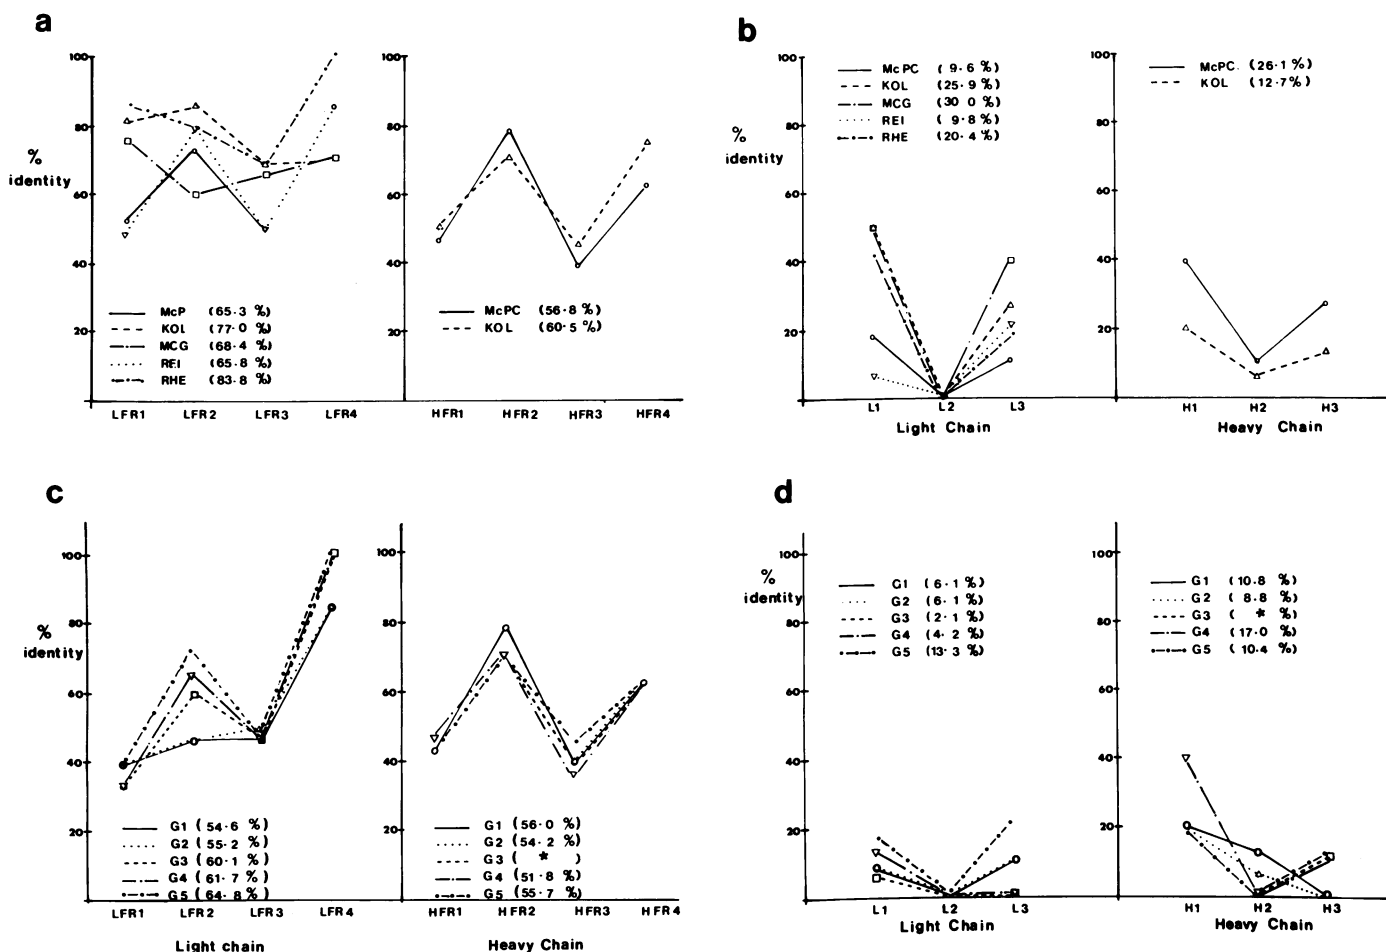 a
100
80
%
identity
60
40
20
McP (65·3 %)
KOL (77·0 %)
MCG (68·4 %)
REI (65·8 %)
RHE (83·8 %)
LFR1 LFR2 LFR3 LFR4
100
80
60
40
20
McPC (56·8 %)
KOL (60·5 %)
HFR1 HFR2 HFR3 HFR4
b
100
80
%
identity
60
40
20
McPC (9·6 %)
KOL (25·9 %)
MCG (30 0 %)
REI (9·8 %)
RHE (20·4 %)
L1 L2 L3
Light Chain
100
80
60
40
20
McPC. (26·1%)
KOL (12·7%)
H1 H2 H3
Heavy Chain
c
100
80
%
identity
60
40
20
G1 (54·6 %)
G2 (55·2 %)
G3 (60·1 %)
G4 (61·7 %)
G5 (64·8 %)
LFR1 LFR2 LFR3 LFR4
Light chain
100
80
60
40
20
G1 (56·0 %)
G2 (54·2 %)
G3 ( * )
G4 (51·8 %)
G5 (55·7 %)
HFR1 HFR2 HFR3 HFR4
Heavy Chain
d
100
%
identity
80
60
40
20
G1 (6·1 %)
G2 (6·1 %)
G3 (2·1 %)
G4 (4·2 %)
G5 (13·3 %)
L1 L2 L3
Light Chain
100
80
60
40
20
G1 (10.8 %)
G2 (8.8 %)
G3 ( * %)
G4 (17.0 %)
G5 (10.4 %)
H1 H2 H3
Heavy Chain